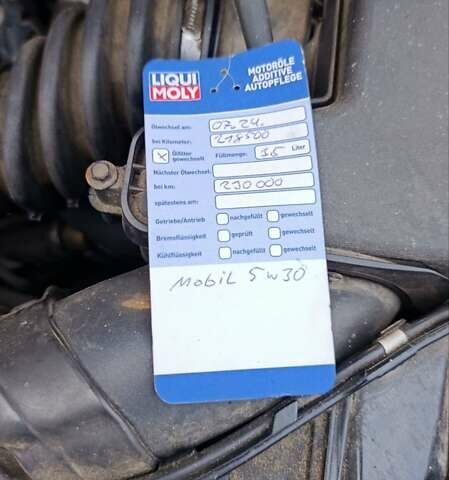 LIQUI
MOLY
MOTORÖLE
ADDITIVE
AUTOPFLEGE
Ölwechsel am: 07.24.
bei Kilometer: 218500
x Ölfilter gewechselt Füllmenge: 3.5 Liter
Nächster Ölwechsel:
bei km: 230 000
spätestens am:
Getriebe/Antrieb nachgefüllt gewechselt
Bremsflüssigkeit geprüft gewechselt
Kühlflüssigkeit nachgefüllt gewechselt
Mobil 5w30